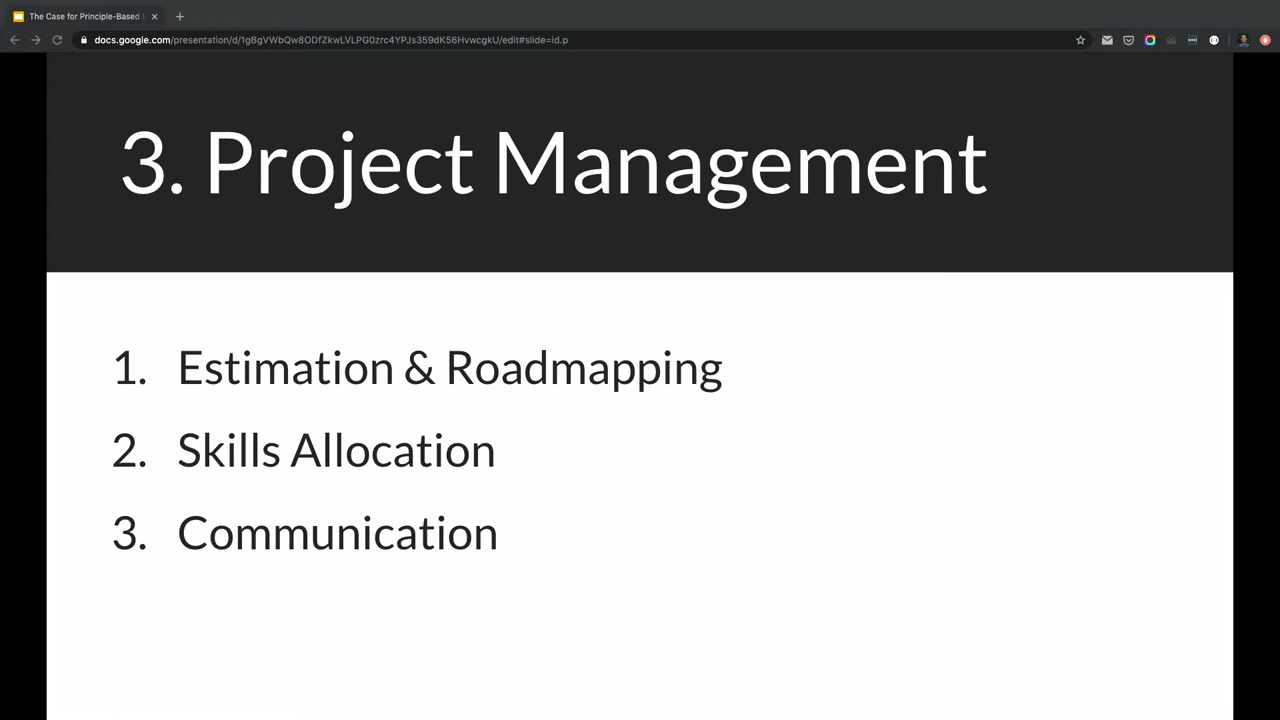 The Case for Principle-Based
docs.google.com/presentation/d/1gBgVWbQw8ODfZkwLVLPG0zrc4YPJs359dK56HvwcgkU/edit#slide=id.p
3. Project Management
1. Estimation & Roadmapping
2. Skills Allocation
3. Communication